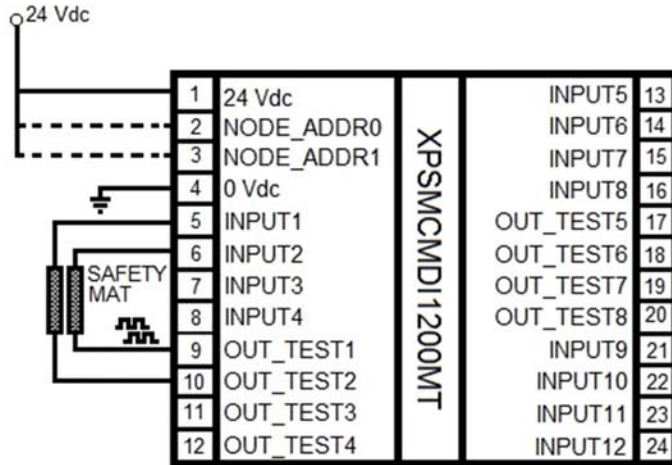 24 Vdc
1 24 Vdc
2 NODE_ADDR0
3 NODE_ADDR1
4 0 Vdc
5 INPUT1
6 INPUT2
7 INPUT3
8 INPUT4
9 OUT_TEST1
10 OUT_TEST2
11 OUT_TEST3
12 OUT_TEST4
SAFETY
MAT
XPSMCMDI1200MT
INPUT5 13
INPUT6 14
INPUT7 15
INPUT8 16
OUT_TEST5 17
OUT_TEST6 18
OUT_TEST7 19
OUT_TEST8 20
INPUT9 21
INPUT10 22
INPUT11 23
INPUT12 24